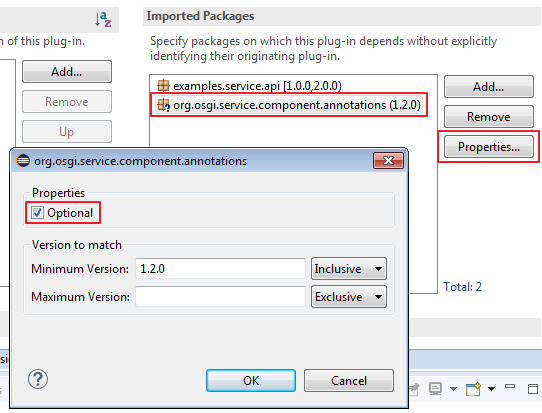 Imported Packages
n of this plug-in.
Specify packages on which this plug-in depends without explicitly
identifying their originating plug-in.
Add...
Remove
Up
examples.service.api [1.0.0,2.0.0)
org.osgi.service.component.annotations (1.2.0)
Add...
Remove
Properties...
Total: 2
org.osgi.service.component.annotations
Properties
Optional
Version to match
Minimum Version:
1.2.0
Inclusive
Maximum Version:
Exclusive
OK
Cancel
si